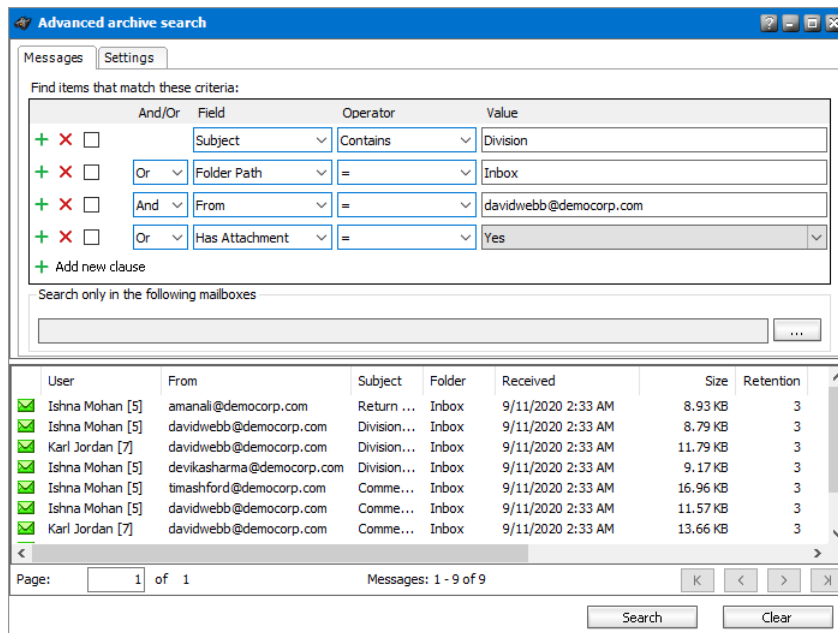 Advanced archive search
Messages Settings
Find items that match these criteria:
And/Or Field Operator Value
Subject Contains Division
Or Folder Path = Inbox
And From = davidwebb@democorp.com
Or Has Attachment = Yes
Add new clause
Search only in the following mailboxes
...
User From Subject Folder Received Size Retention
Ishna Mohan [5] amanali@democorp.com Return ... Inbox 9/11/2020 2:33 AM 8.93 KB 3
Ishna Mohan [5] davidwebb@democorp.com Division... Inbox 9/11/2020 2:33 AM 8.79 KB 3
Karl Jordan [7] davidwebb@democorp.com Division... Inbox 9/11/2020 2:33 AM 11.79 KB 3
Ishna Mohan [5] devikasharma@democorp.com Division... Inbox 9/11/2020 2:33 AM 9.17 KB 3
Ishna Mohan [5] timashford@democorp.com Comme... Inbox 9/11/2020 2:33 AM 16.96 KB 3
Ishna Mohan [5] davidwebb@democorp.com Comme... Inbox 9/11/2020 2:33 AM 11.57 KB 3
Karl Jordan [7] davidwebb@democorp.com Comme... Inbox 9/11/2020 2:33 AM 13.66 KB 3
Page: 1 of 1 Messages: 1 - 9 of 9
Search Clear